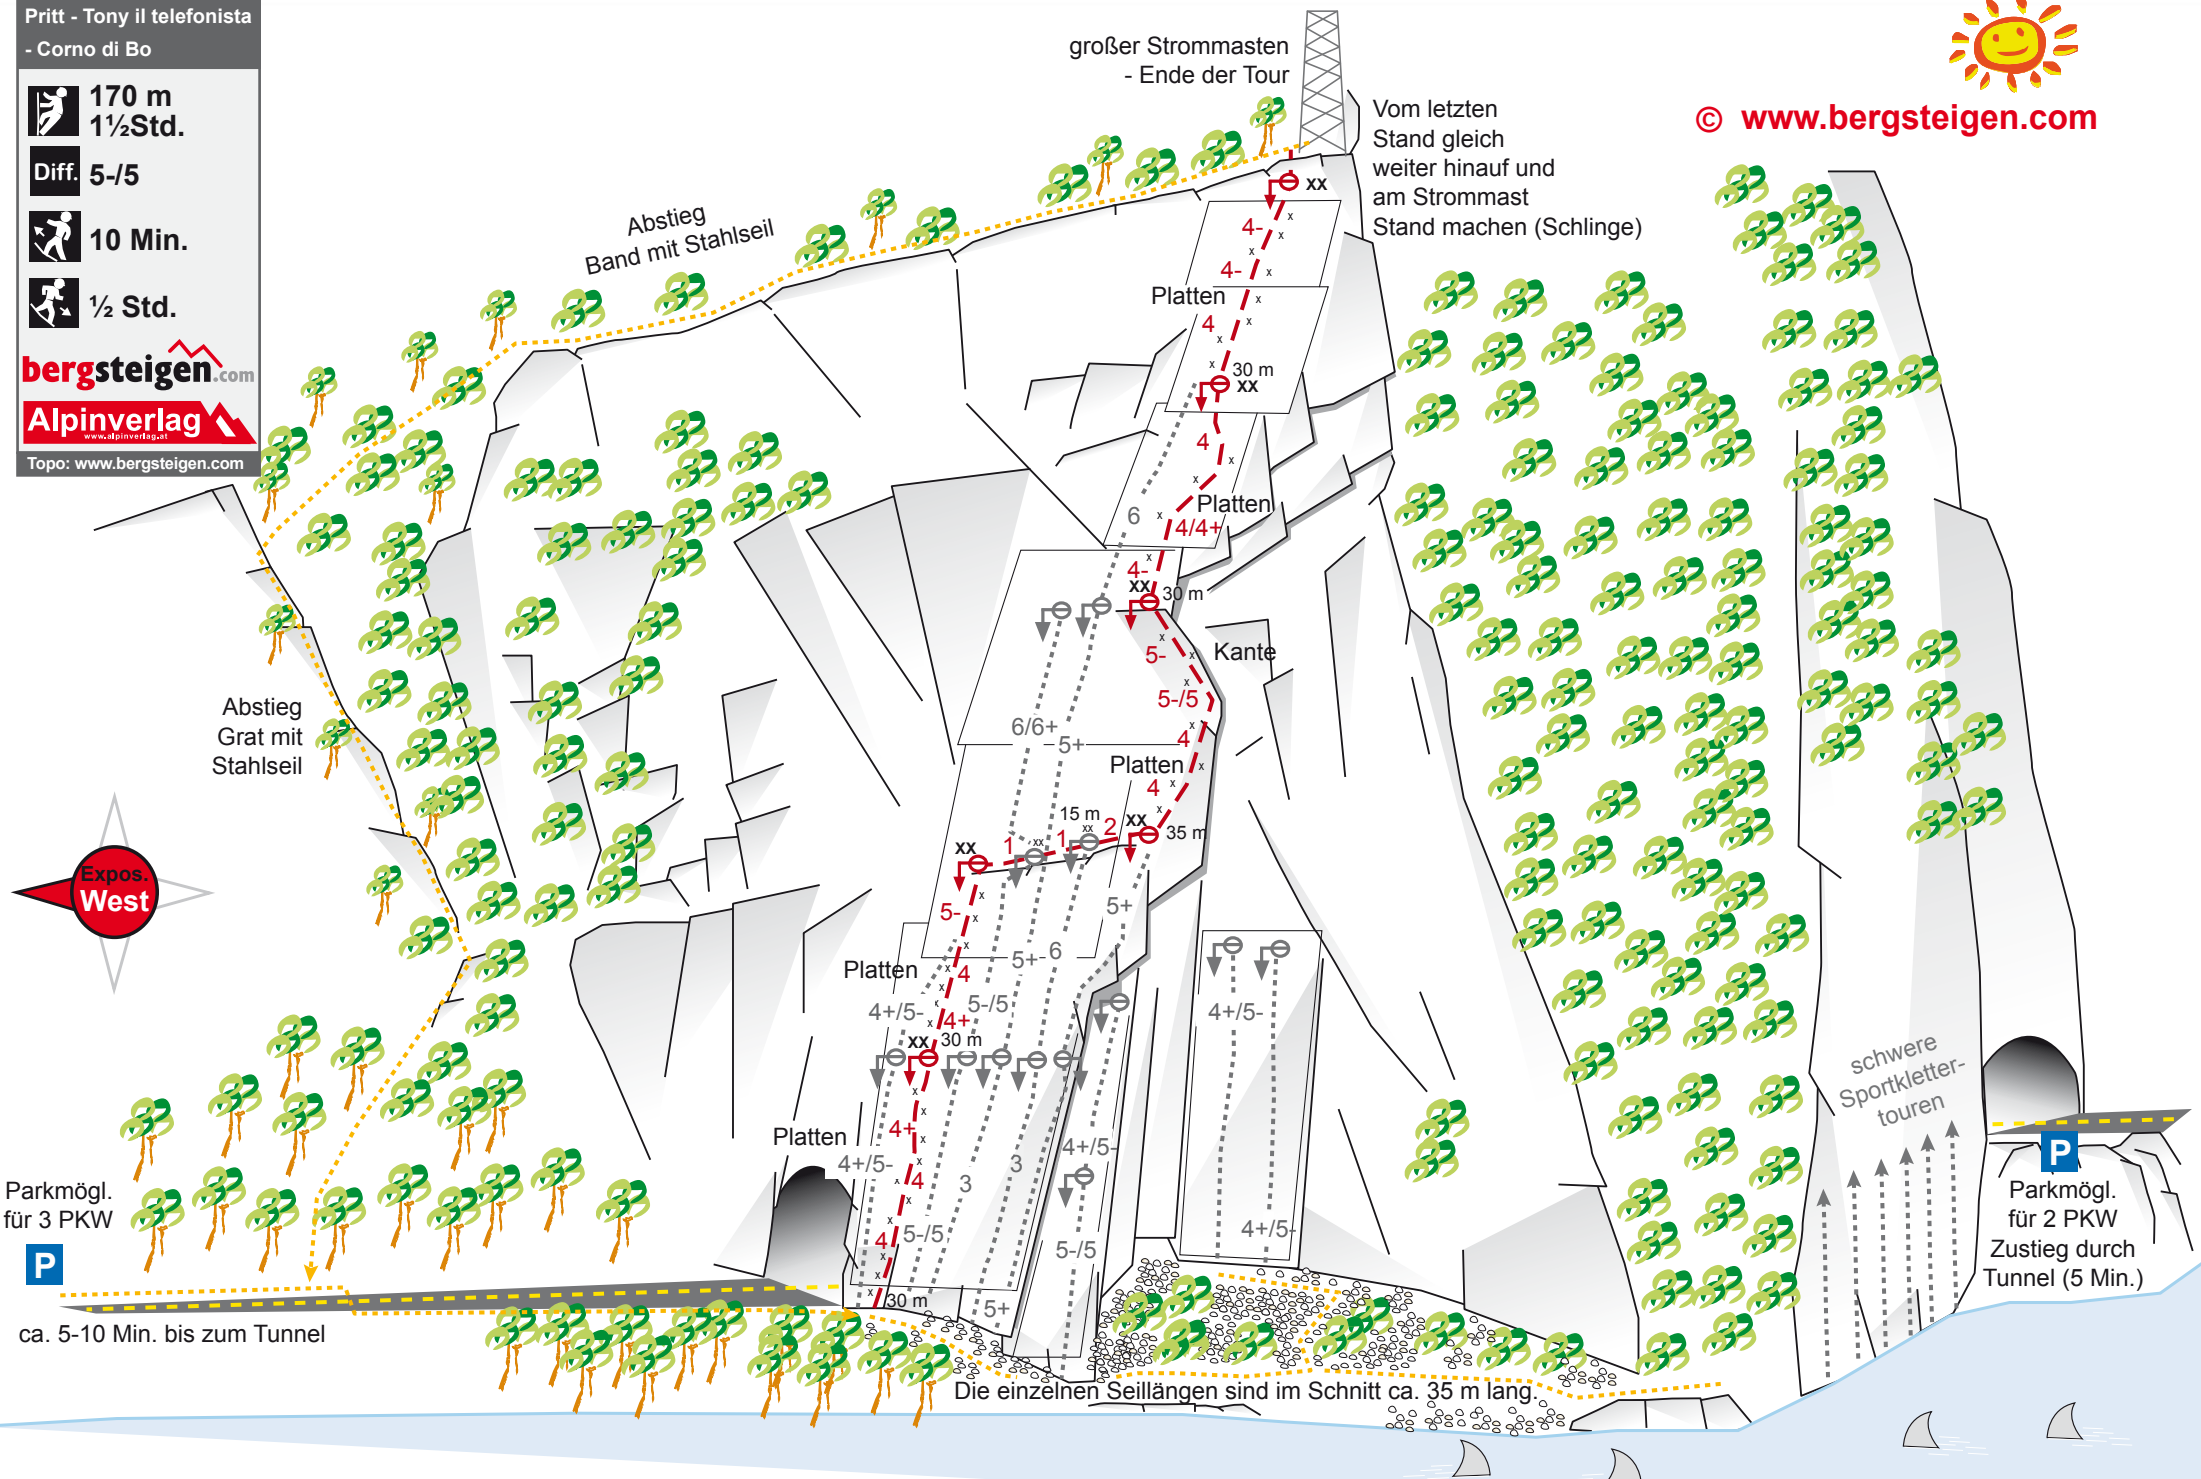 Pritt - Tony il telefonista
- Corno di Bo
170 m
1½Std.
Diff. 5-/5
10 Min.
½ Std.
bergsteigen.com
Alpinverlag
www.alpinverlag.at
Topo: www.bergsteigen.com
großer Strommasten
- Ende der Tour
Vom letzten
Stand gleich
weiter hinauf und
am Strommast
Stand machen (Schlinge)
© www.bergsteigen.com
Abstieg
Band mit Stahlseil
xx
4-
4-
Platten
4
30 m
xx
4
Platten
6
4/4+
4-
xx
30 m
5-
Kante
5-/5
6/6+
5+
4
Platten
4
15 m
xx
2
xx
35 m
xx
1
xx
1
5-
5+
Platten
4
5+
6
4+/5-
5-/5
4+
4+/5-
xx
30 m
4+
Platten
4+/5-
4
3
3
4+/5-
4
5-/5
5-/5
4+/5-
30 m
5+
Abstieg
Grat mit
Stahlseil
Expos.
West
Parkmögl.
für 3 PKW
P
ca. 5-10 Min. bis zum Tunnel
schwere
Sportkletter-
touren
P
Parkmögl.
für 2 PKW
Zustieg durch
Tunnel (5 Min.)
Die einzelnen Seillängen sind im Schnitt ca. 35 m lang.